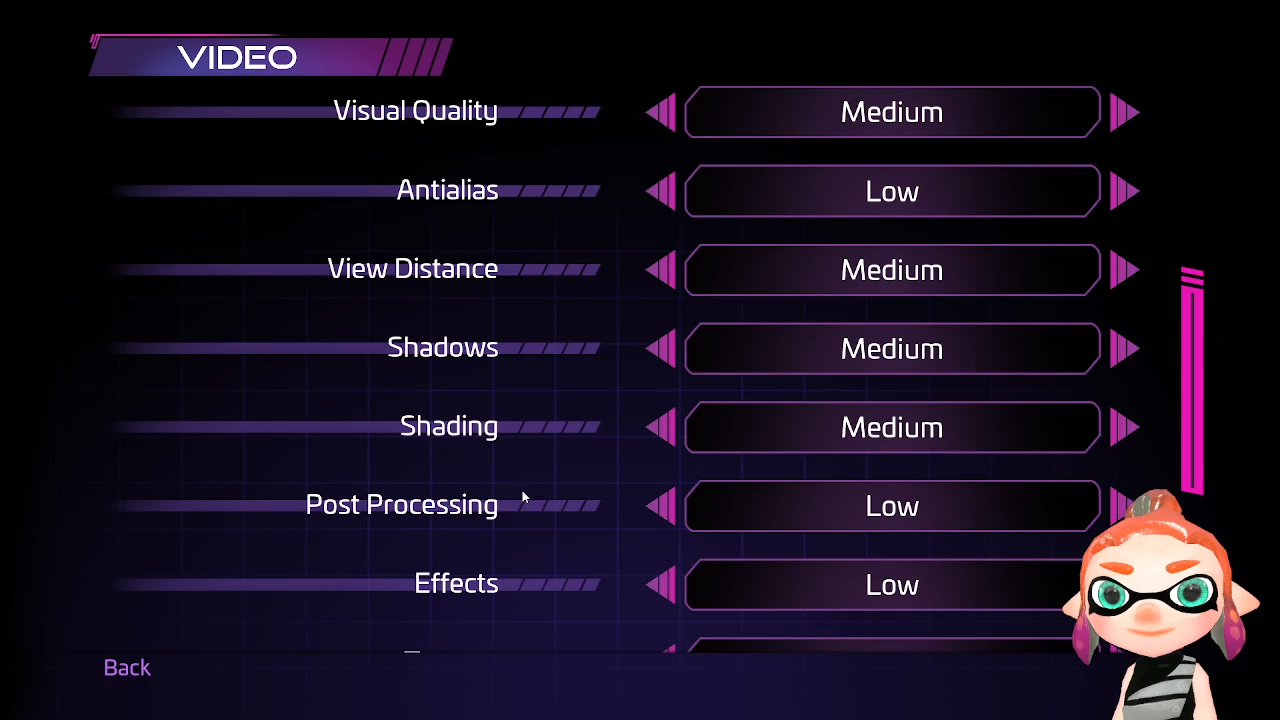 VIDEO
Visual Quality Medium
Antialias Low
View Distance Medium
Shadows Medium
Shading Medium
Post Processing Low
Effects Low
Back